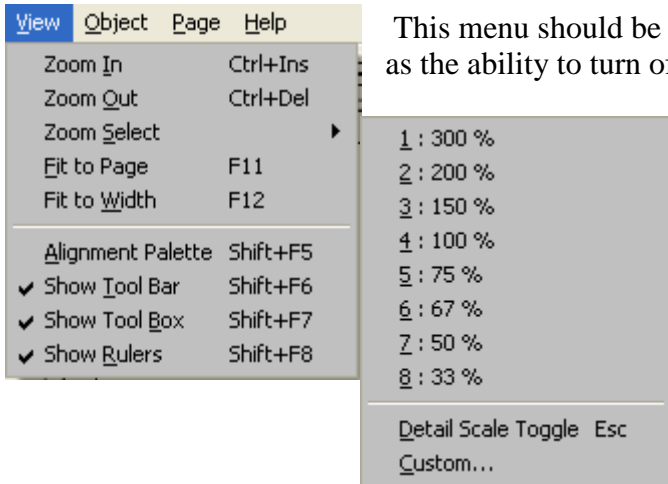 View Object Page Help
Zoom In Ctrl+Ins
Zoom Out Ctrl+Del
Zoom Select
Fit to Page F11
Fit to Width F12
Alignment Palette Shift+F5
Show Tool Bar Shift+F6
Show Tool Box Shift+F7
Show Rulers Shift+F8
This menu should be
as the ability to turn
1 : 300 %
2 : 200 %
3 : 150 %
4 : 100 %
5 : 75 %
6 : 67 %
7 : 50 %
8 : 33 %
Detail Scale Toggle Esc
Custom...